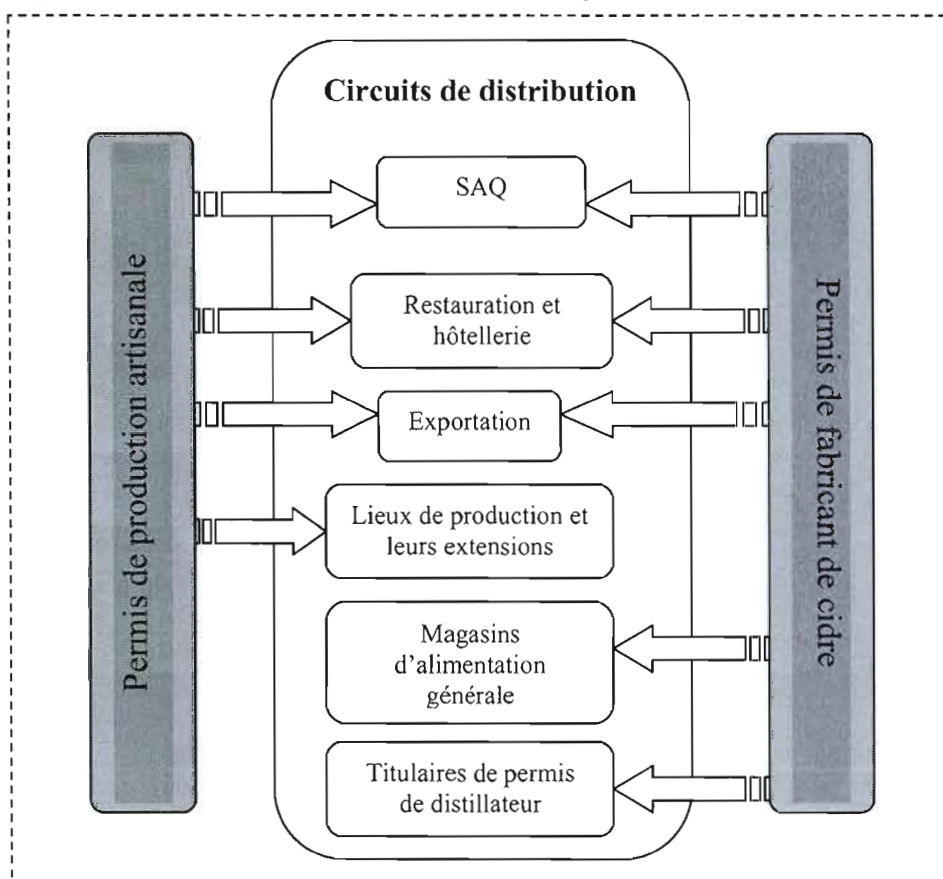 Circuits de distribution
Permis de production artisanale
SAQ
Restauration et
hôtellerie
Exportation
Lieux de production et
leurs extensions
Magasins
d'alimentation
générale
Titulaires de permis
de distillateur
Permis de fabricant de cidre